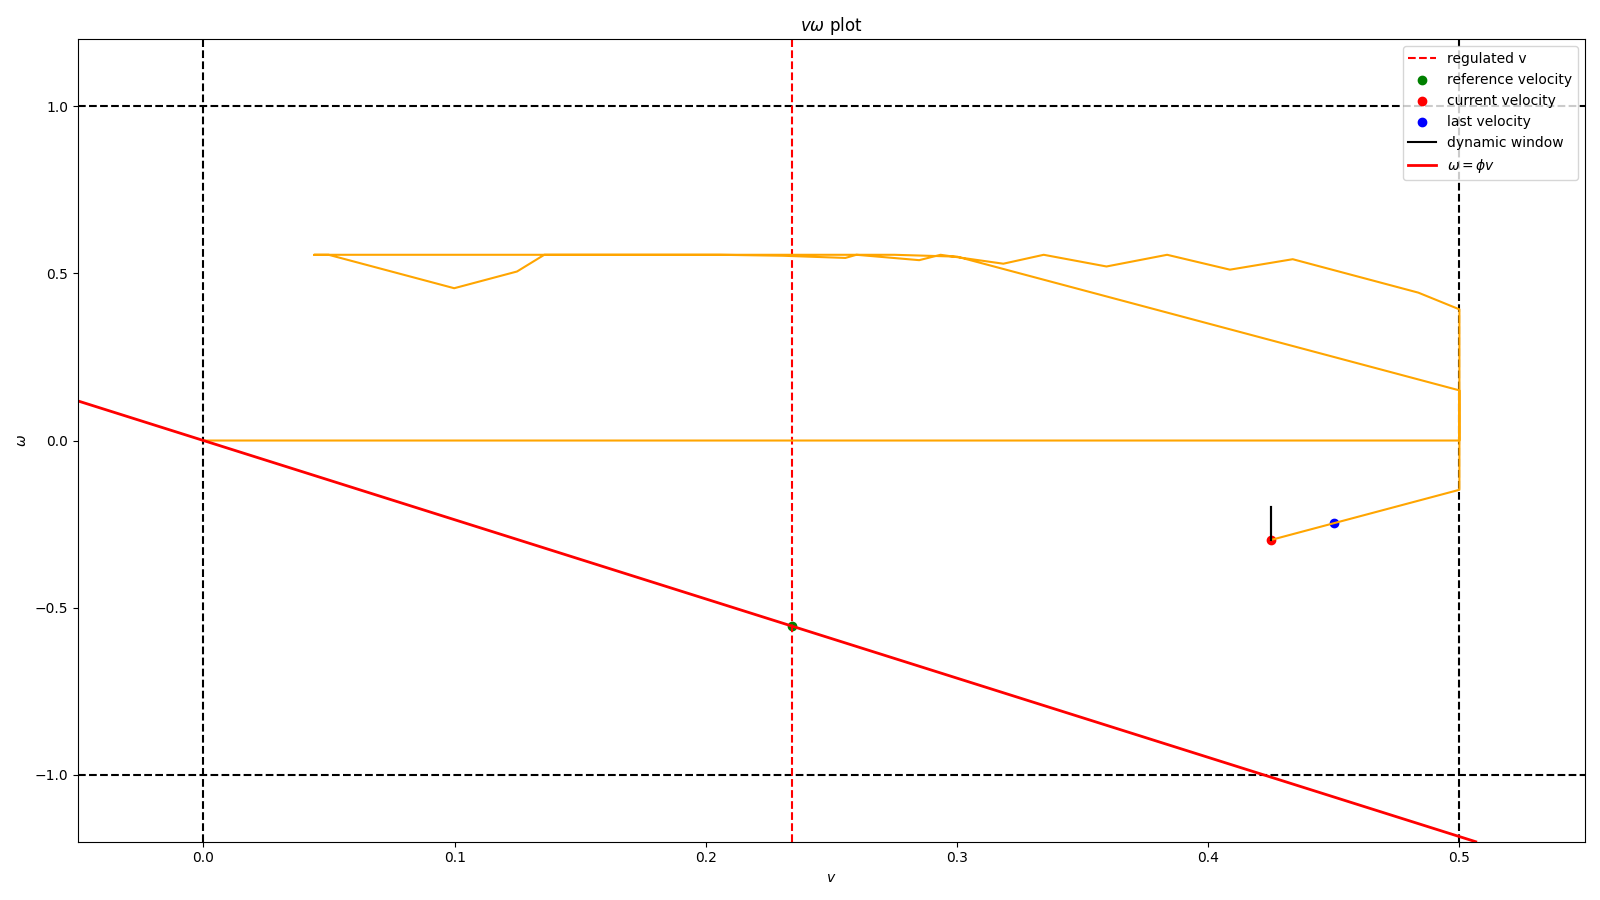 vω plot
regulated v
reference velocity
current velocity
last velocity
dynamic window
ω = ϕv
1.0
0.5
0.0
−0.5
−1.0
ω
0.0 0.1 0.2 0.3 0.4 0.5
v